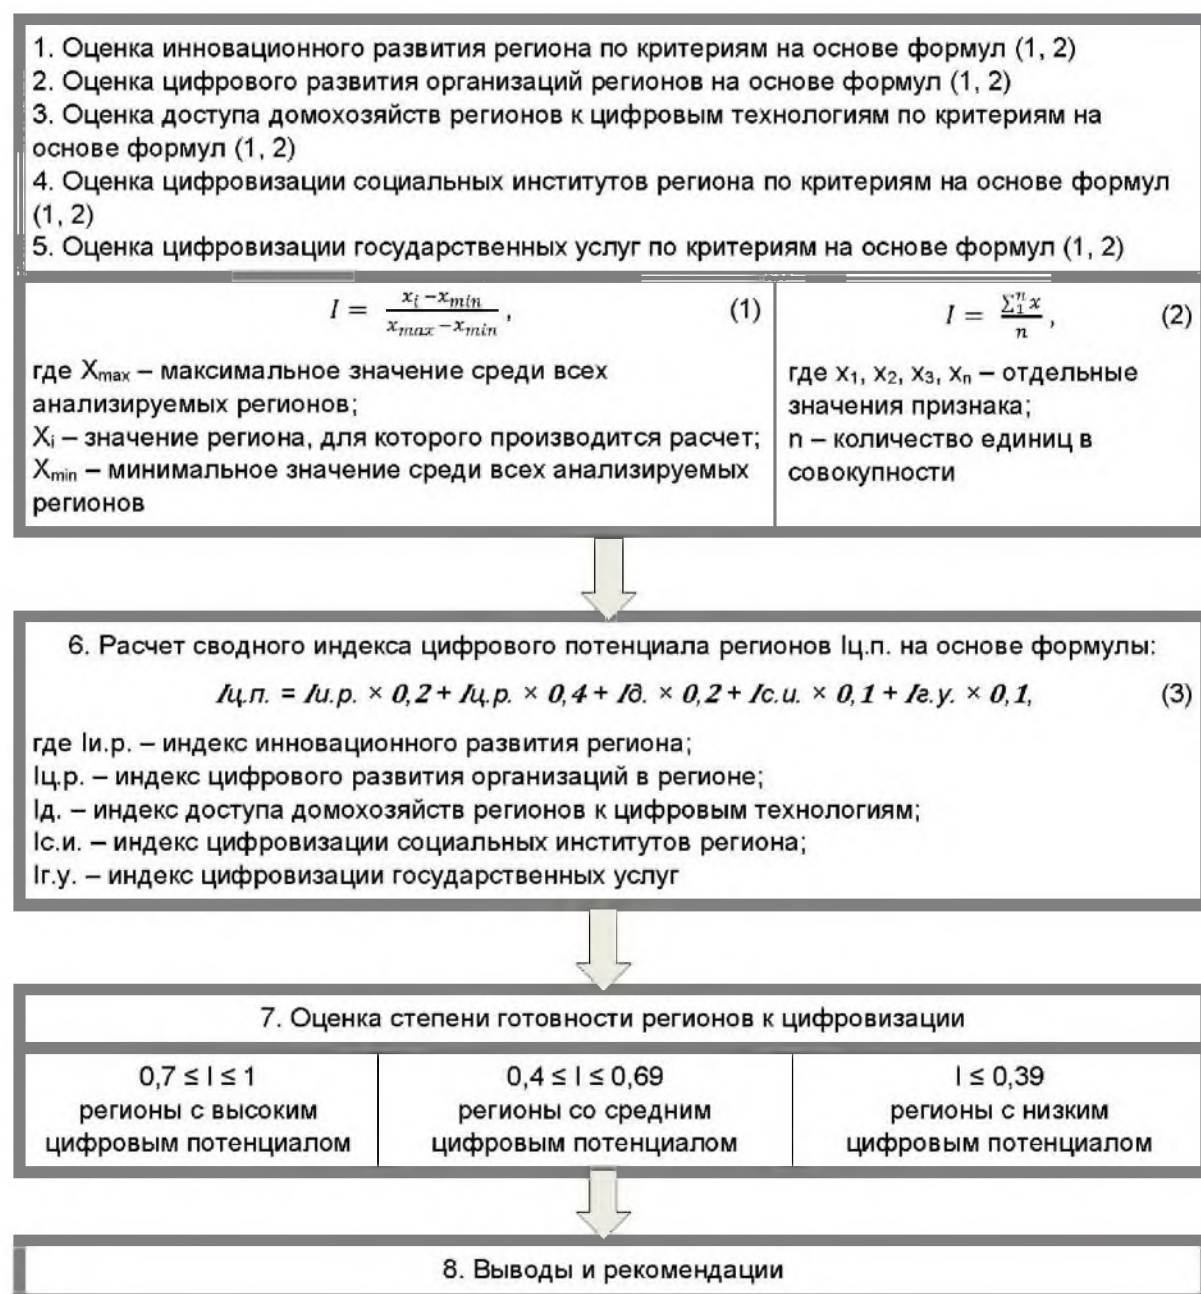 1. Оценка инновационного развития региона по критериям на основе формул (1, 2)
2. Оценка цифрового развития организаций регионов на основе формул (1, 2)
3. Оценка доступа домохозяйств регионов к цифровым технологиям по критериям на
основе формул (1, 2)
4. Оценка цифровизации социальных институтов региона по критериям на основе формул
(1, 2)
5. Оценка цифровизации государственных услуг по критериям на основе формул (1, 2)
I = (x_i − x_min) / (x_max − x_min), (1)
где X_max – максимальное значение среди всех
анализируемых регионов;
X_i – значение региона, для которого производится расчет;
X_min – минимальное значение среди всех анализируемых
регионов
I = (∑₁ⁿ x) / n, (2)
где x₁, x₂, x₃, xₙ – отдельные
значения признака;
n – количество единиц в
совокупности
6. Расчет сводного индекса цифрового потенциала регионов Iц.п. на основе формулы:
Iц.п. = Iи.р. × 0,2 + Iц.р. × 0,4 + Iд. × 0,2 + Iс.и. × 0,1 + Iг.у. × 0,1, (3)
где Iи.р. – индекс инновационного развития региона;
Iц.р. – индекс цифрового развития организаций в регионе;
Iд. – индекс доступа домохозяйств регионов к цифровым технологиям;
Iс.и. – индекс цифровизации социальных институтов региона;
Iг.у. – индекс цифровизации государственных услуг
7. Оценка степени готовности регионов к цифровизации
0,7 ≤ I ≤ 1
регионы с высоким
цифровым потенциалом
0,4 ≤ I ≤ 0,69
регионы со средним
цифровым потенциалом
I ≤ 0,39
регионы с низким
цифровым потенциалом
8. Выводы и рекомендации